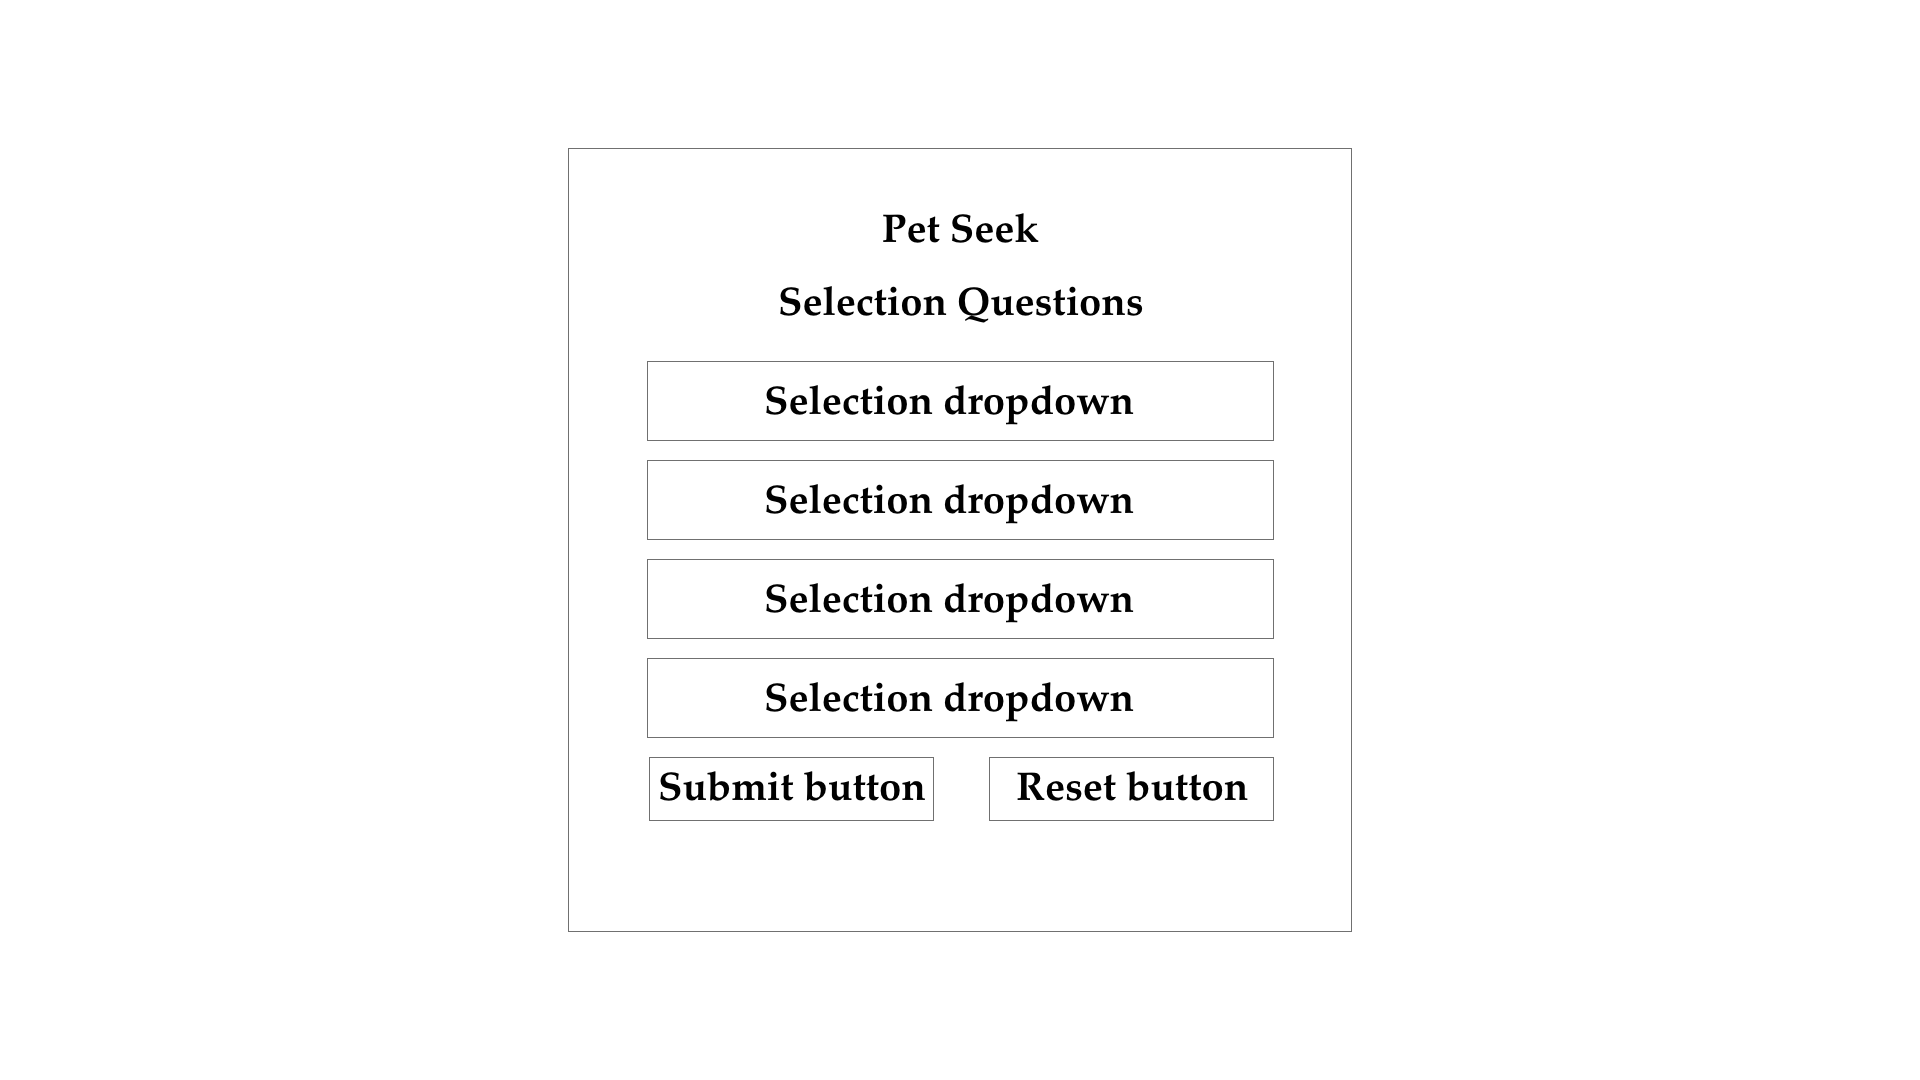 Pet Seek
Selection Questions
Selection dropdown
Selection dropdown
Selection dropdown
Selection dropdown
Submit button
Reset button